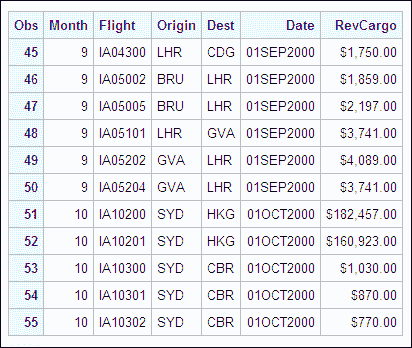 Obs Month Flight Origin Dest Date RevCargo
45 9 IA04300 LHR CDG 01SEP2000 $1,750.00
46 9 IA05002 BRU LHR 01SEP2000 $1,859.00
47 9 IA05005 BRU LHR 01SEP2000 $2,197.00
48 9 IA05101 LHR GVA 01SEP2000 $3,741.00
49 9 IA05202 GVA LHR 01SEP2000 $4,089.00
50 9 IA05204 GVA LHR 01SEP2000 $3,741.00
51 10 IA10200 SYD HKG 01OCT2000 $182,457.00
52 10 IA10201 SYD HKG 01OCT2000 $160,923.00
53 10 IA10300 SYD CBR 01OCT2000 $1,030.00
54 10 IA10301 SYD CBR 01OCT2000 $870.00
55 10 IA10302 SYD CBR 01OCT2000 $770.00